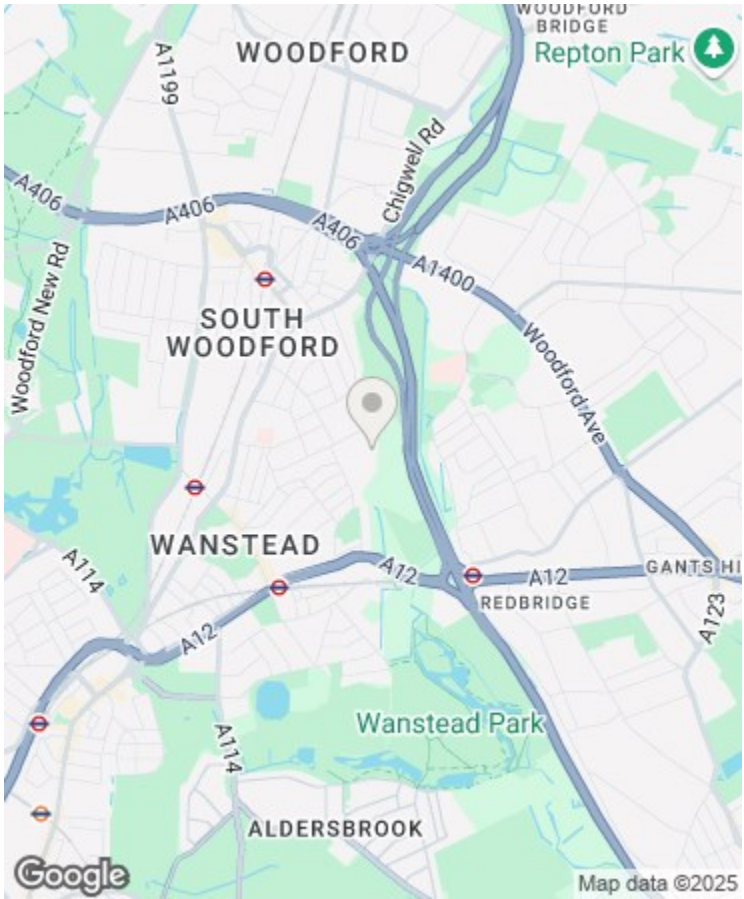 WOODFORD
BRIDGE
WOODFORD
Repton Park
A1199
Chigwell Rd
A406
A406
A406
A1400
Woodford New Rd
SOUTH
WOODFORD
Woodford Ave
WANSTEAD
A114
A12
A12
GANTS HI
REDBRIDGE
A123
A12
Wanstead Park
A114
ALDERSBROOK
Google
Map data ©2025